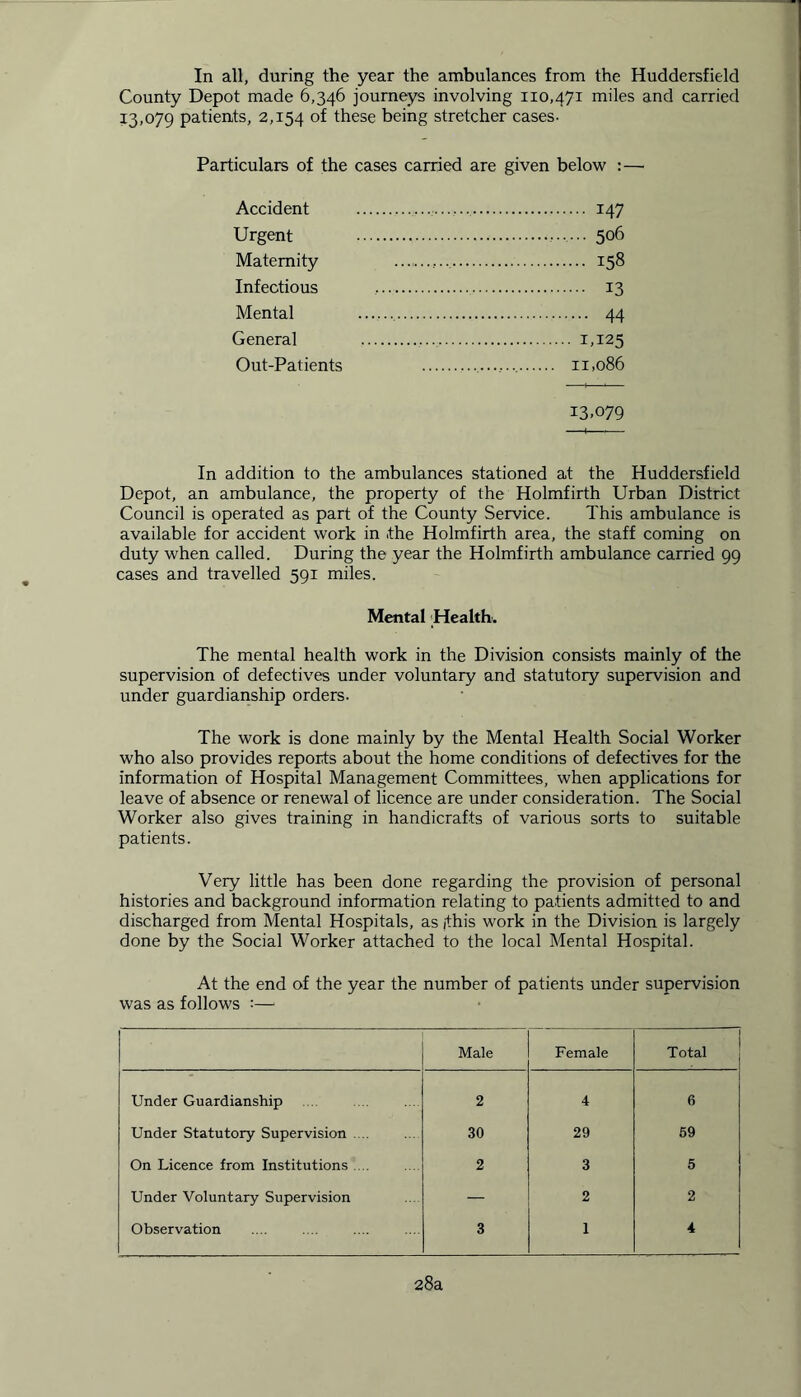 In all, during the year the ambulances from the Huddersfield
County Depot made 6,346 journeys involving 110,471 miles and carried
13,079 patients, 2,154 of these being stretcher cases.
Particulars of the cases carried are given below :—
Accident ........................................ 147
Urgent ........................................ 506
Maternity ................................. 158
Infectious ..................................... 13
Mental ........................................ 44
General .................................... 1,125
Out-Patients ....................... 11,086
13,079
In addition to the ambulances stationed at the Huddersfield
Depot, an ambulance, the property of the Holmfirth Urban District
Council is operated as part of the County Service. This ambulance is
available for accident work in the Holmfirth area, the staff coming on
duty when called. During the year the Holmfirth ambulance carried 99
cases and travelled 591 miles.
Mental Health.
The mental health work in the Division consists mainly of the
supervision of defectives under voluntary and statutory supervision and
under guardianship orders.
The work is done mainly by the Mental Health Social Worker
who also provides reports about the home conditions of defectives for the
information of Hospital Management Committees, when applications for
leave of absence or renewal of licence are under consideration. The Social
Worker also gives training in handicrafts of various sorts to suitable
patients.
Very little has been done regarding the provision of personal
histories and background information relating to patients admitted to and
discharged from Mental Hospitals, as this work in the Division is largely
done by the Social Worker attached to the local Mental Hospital.
At the end of the year the number of patients under supervision
was as follows :—
Male Female Total
Under Guardianship .... .... .... 2 4 6
Under Statutory Supervision .... .... 30 29 59
On Licence from Institutions .... .... 2 3 5
Under Voluntary Supervision .... — 2 2
Observation .... .... .... .... 3 1 4
28a